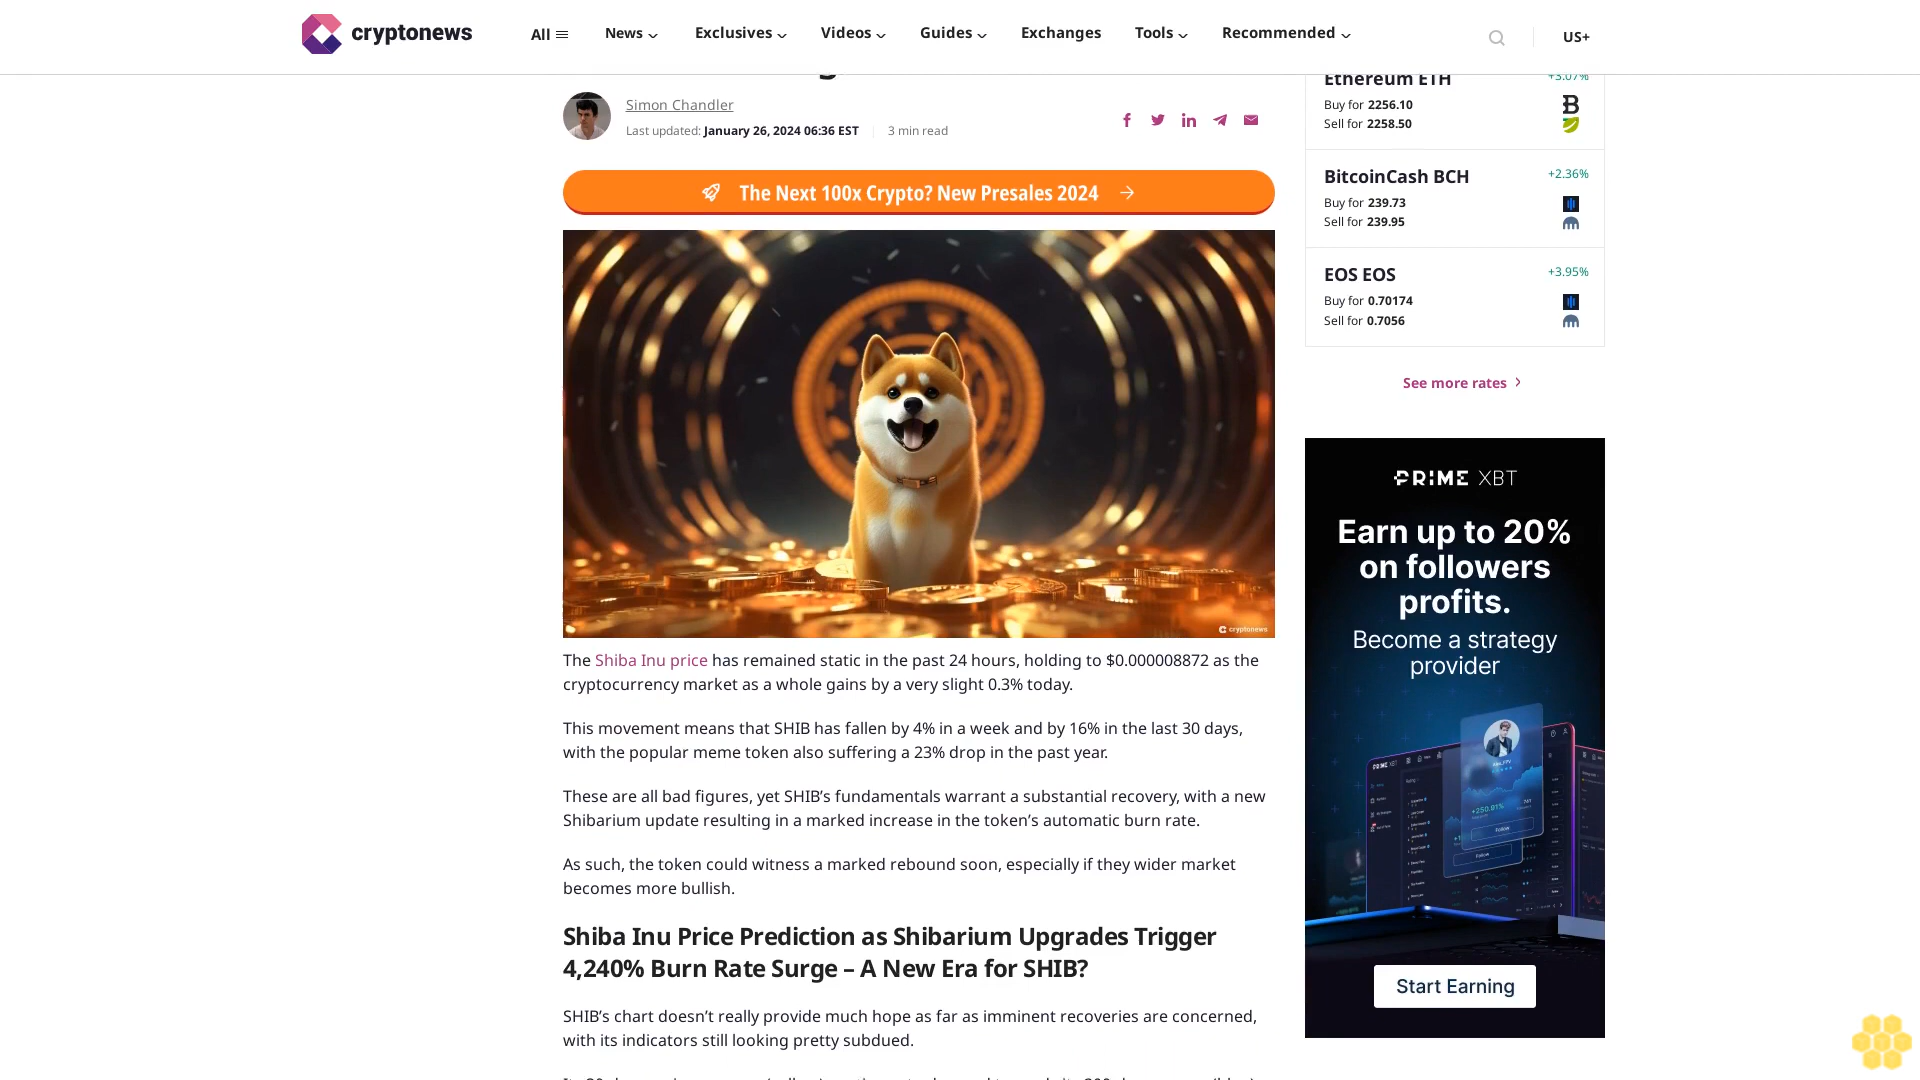 cryptonews
All
News
Exclusives
Videos
Guides
Exchanges
Tools
Recommended
US+
Simon Chandler
Last updated: January 26, 2024 06:36 EST
3 min read
The Next 100x Crypto? New Presales 2024
cryptonews
The Shiba Inu price has remained static in the past 24 hours, holding to $0.000008872 as the
cryptocurrency market as a whole gains by a very slight 0.3% today.
This movement means that SHIB has fallen by 4% in a week and by 16% in the last 30 days,
with the popular meme token also suffering a 23% drop in the past year.
These are all bad figures, yet SHIB’s fundamentals warrant a substantial recovery, with a new
Shibarium update resulting in a marked increase in the token’s automatic burn rate.
As such, the token could witness a marked rebound soon, especially if they wider market
becomes more bullish.
Shiba Inu Price Prediction as Shibarium Upgrades Trigger
4,240% Burn Rate Surge – A New Era for SHIB?
SHIB’s chart doesn’t really provide much hope as far as imminent recoveries are concerned,
with its indicators still looking pretty subdued.
Ethereum ETH
+3.07%
Buy for 2256.10
Sell for 2258.50
BitcoinCash BCH
+2.36%
Buy for 239.73
Sell for 239.95
EOS EOS
+3.95%
Buy for 0.70174
Sell for 0.7056
See more rates
PRIME XBT
Earn up to 20%
on followers
profits.
Become a strategy
provider
PRIME XBT
+250.91%
Follow
Follow
Start Earning